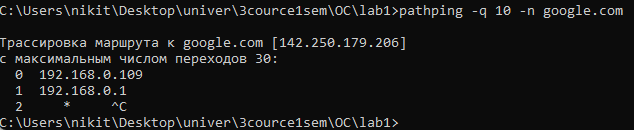 C:\Users\nikit\Desktop\univer\3cource1sem\OC\lab1>pathping -q 10 -n google.com
Трассировка маршрута к google.com [142.250.179.206]
с максимальным числом переходов 30:
  0  192.168.0.109
  1  192.168.0.1
  2     *     ^C
C:\Users\nikit\Desktop\univer\3cource1sem\OC\lab1>